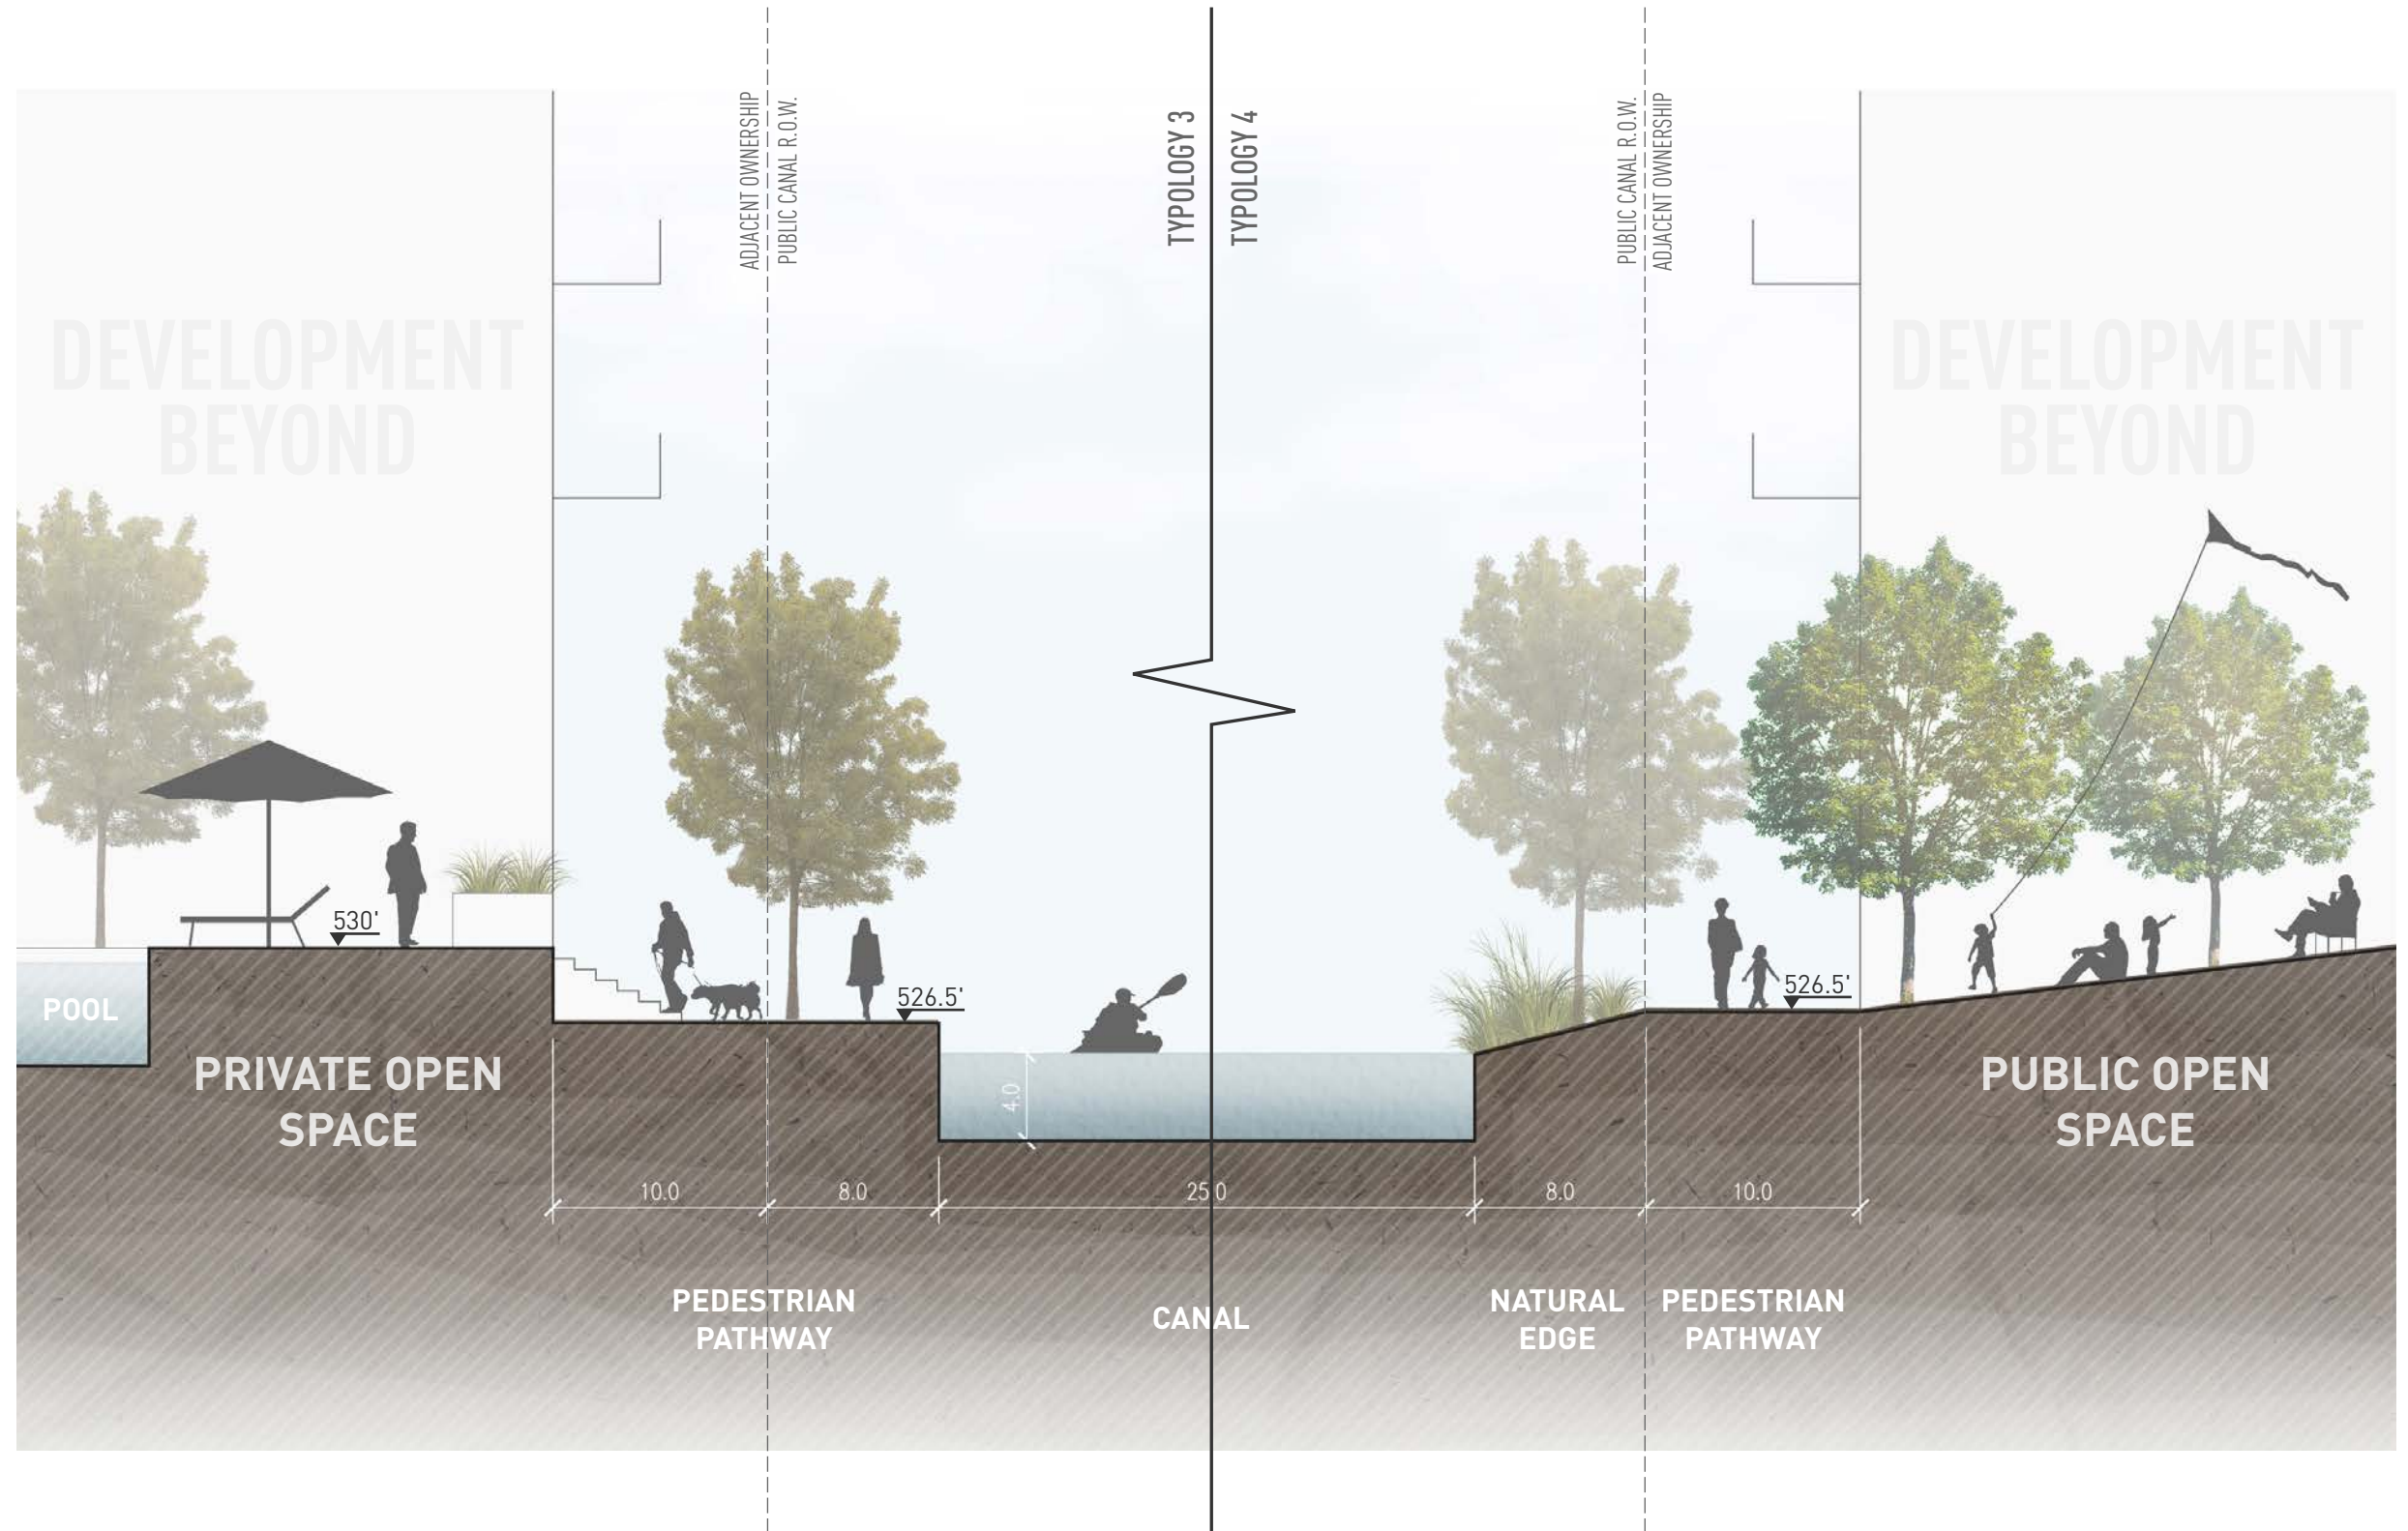 ADJACENT OWNERSHIP
PUBLIC CANAL R.O.W.
TYPOLOGY 3
TYPOLOGY 4
PUBLIC CANAL R.O.W.
ADJACENT OWNERSHIP
DEVELOPMENT
BEYOND
DEVELOPMENT
BEYOND
530'
526.5'
526.5'
POOL
PRIVATE OPEN
SPACE
4.0
PUBLIC OPEN
SPACE
10.0
8.0
25.0
8.0
10.0
PEDESTRIAN
PATHWAY
CANAL
NATURAL
EDGE
PEDESTRIAN
PATHWAY